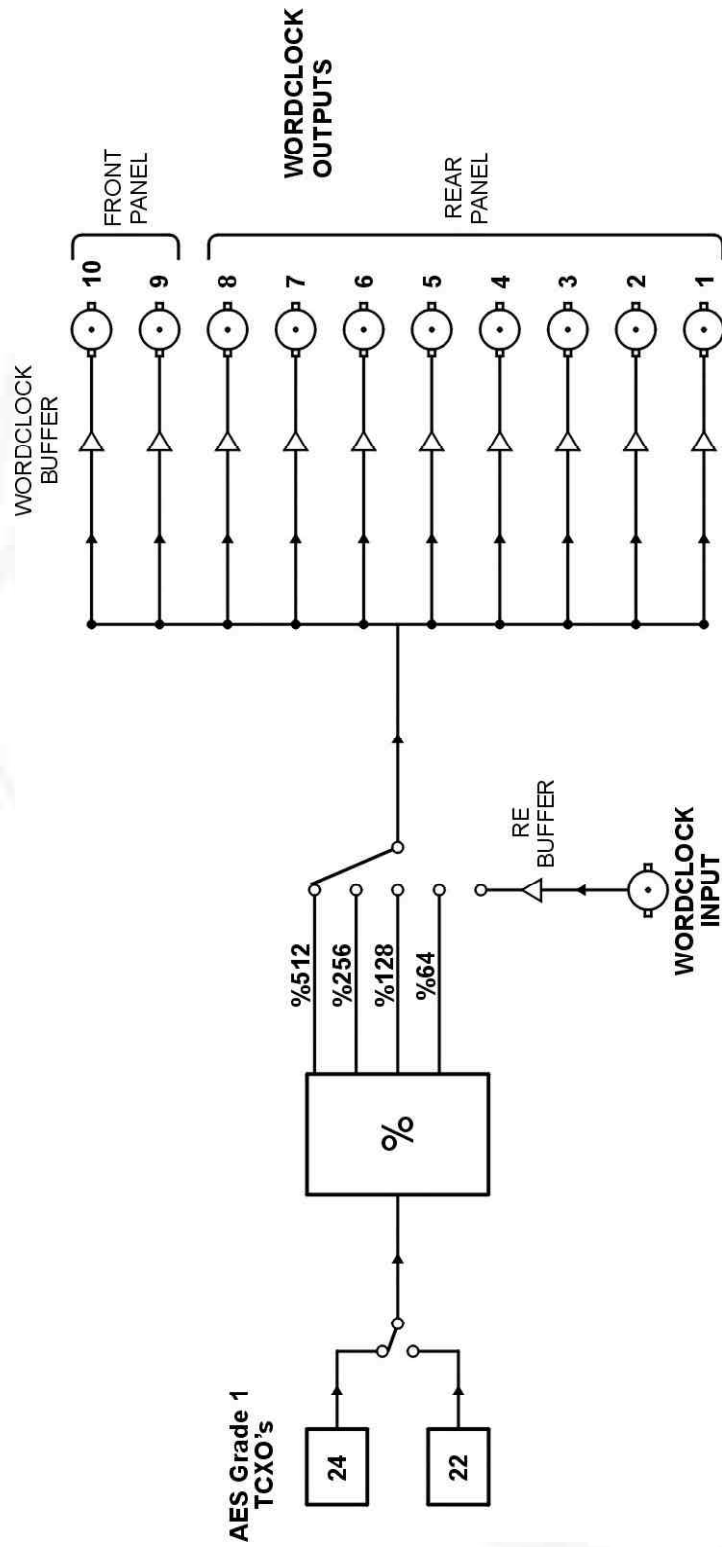 AES Grade 1
TCXO's
24
22
%
%512
%256
%128
%64
RE
BUFFER
WORDCLOCK
INPUT
WORDCLOCK
BUFFER
10
9
8
7
6
5
4
3
2
1
FRONT
PANEL
REAR
PANEL
WORDCLOCK
OUTPUTS